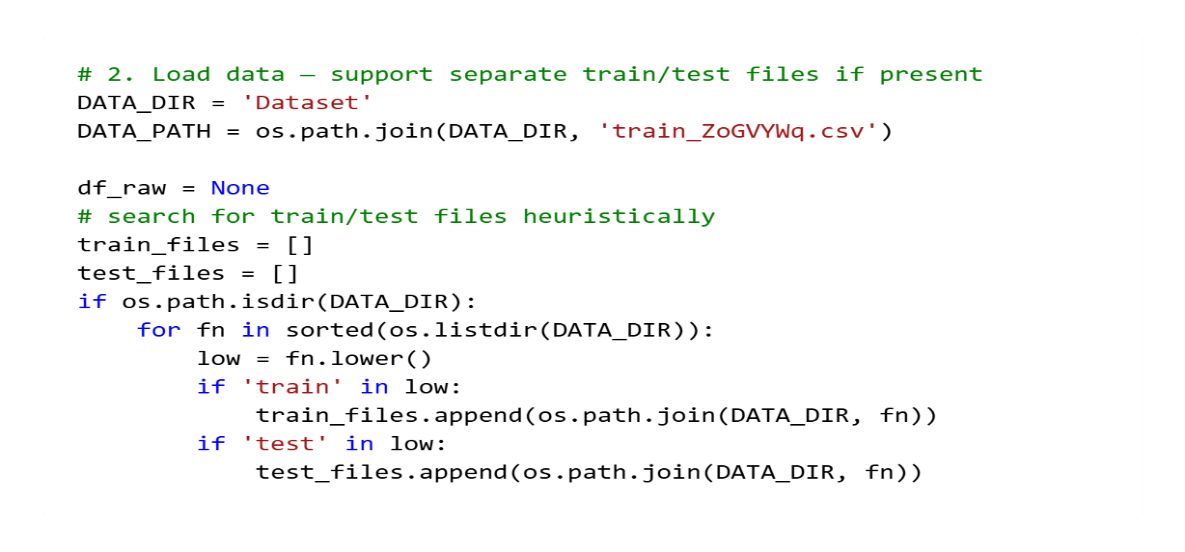 # 2. Load data — support separate train/test files if present
DATA_DIR = 'Dataset'
DATA_PATH = os.path.join(DATA_DIR, 'train_ZoGVYWq.csv')

df_raw = None
# search for train/test files heuristically
train_files = []
test_files = []
if os.path.isdir(DATA_DIR):
    for fn in sorted(os.listdir(DATA_DIR)):
        low = fn.lower()
        if 'train' in low:
            train_files.append(os.path.join(DATA_DIR, fn))
        if 'test' in low:
            test_files.append(os.path.join(DATA_DIR, fn))